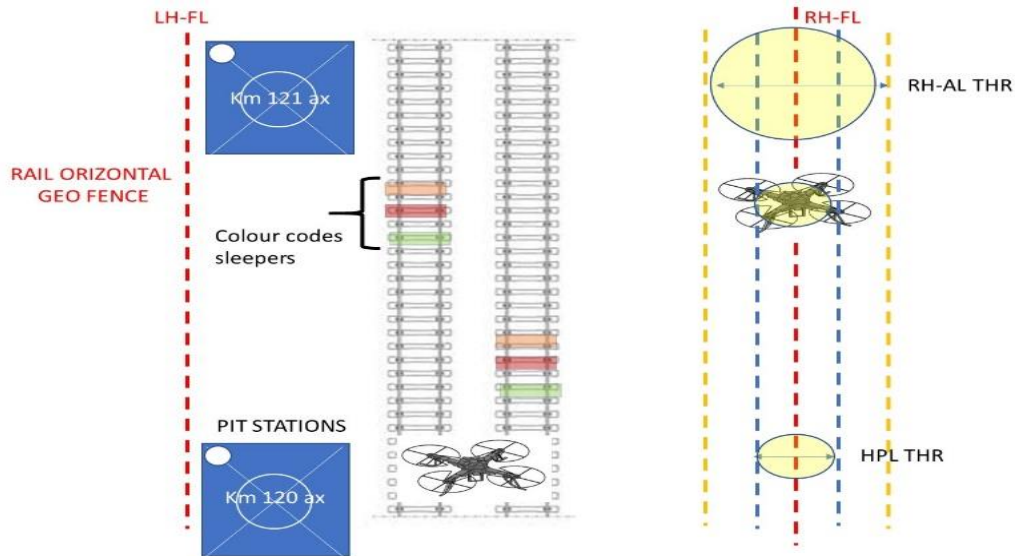 LH-FL
RH-FL
Km 121 ax
RH-AL THR
RAIL ORIZONTAL
GEO FENCE
Colour codes
sleepers
PIT STATIONS
HPL THR
Km 120 ax